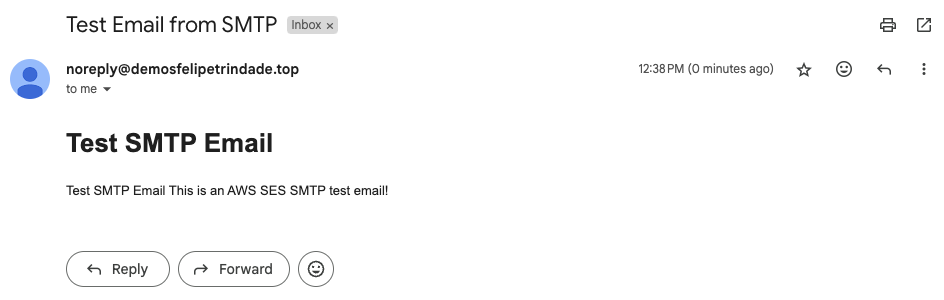 Test Email from SMTP Inbox ×
noreply@demosfelipetrindade.top 12:38 PM (0 minutes ago)
to me
Test SMTP Email
Test SMTP Email This is an AWS SES SMTP test email!
Reply Forward